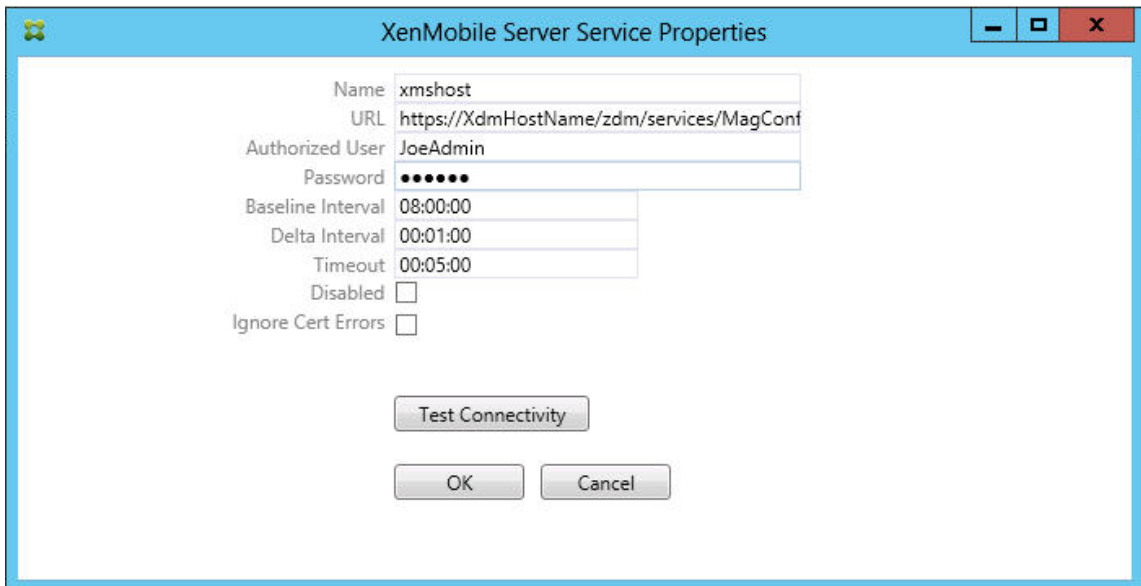 XenMobile Server Service Properties
Name xmshost
URL https://XdmHostName/zdm/services/MagConf
Authorized User JoeAdmin
Password ●●●●●●
Baseline Interval 08:00:00
Delta Interval 00:01:00
Timeout 00:05:00
Disabled
Ignore Cert Errors
Test Connectivity
OK Cancel